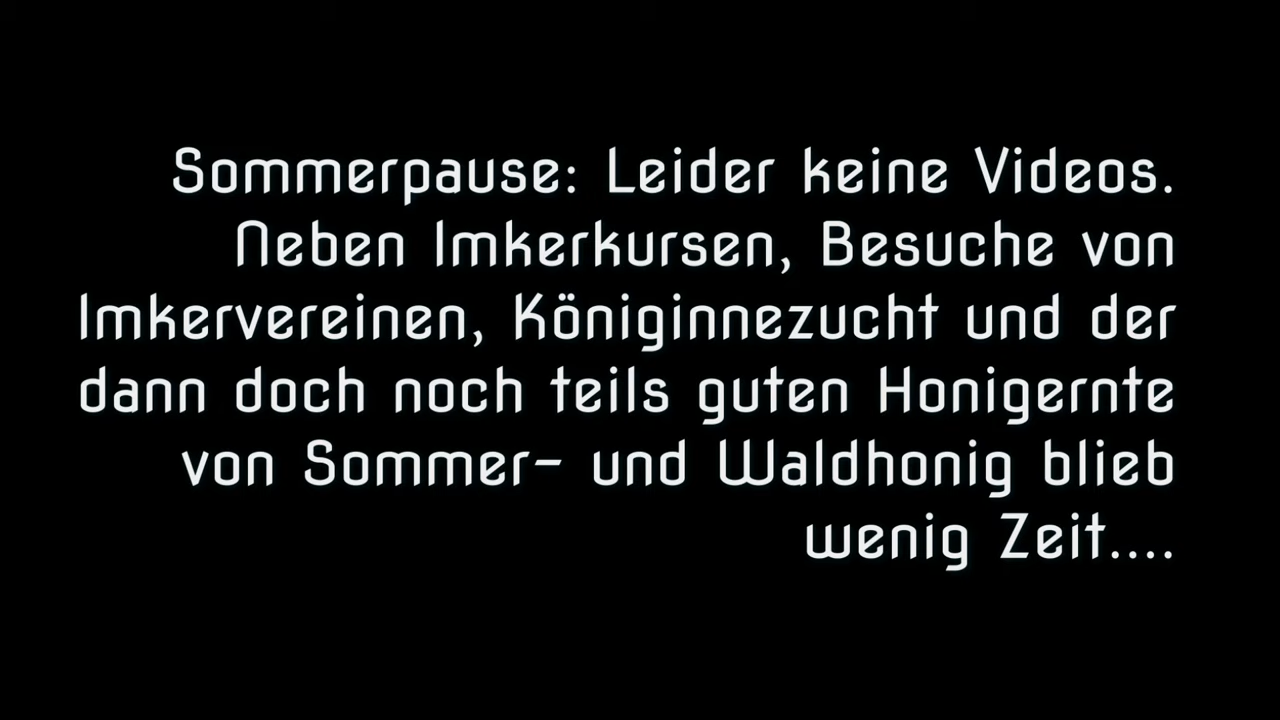 Sommerpause: Leider keine Videos.
Neben Imkerkursen, Besuche von
Imkervereinen, Königinnezucht und der
dann doch noch teils guten Honigernte
von Sommer- und Waldhonig blieb
wenig Zeit....